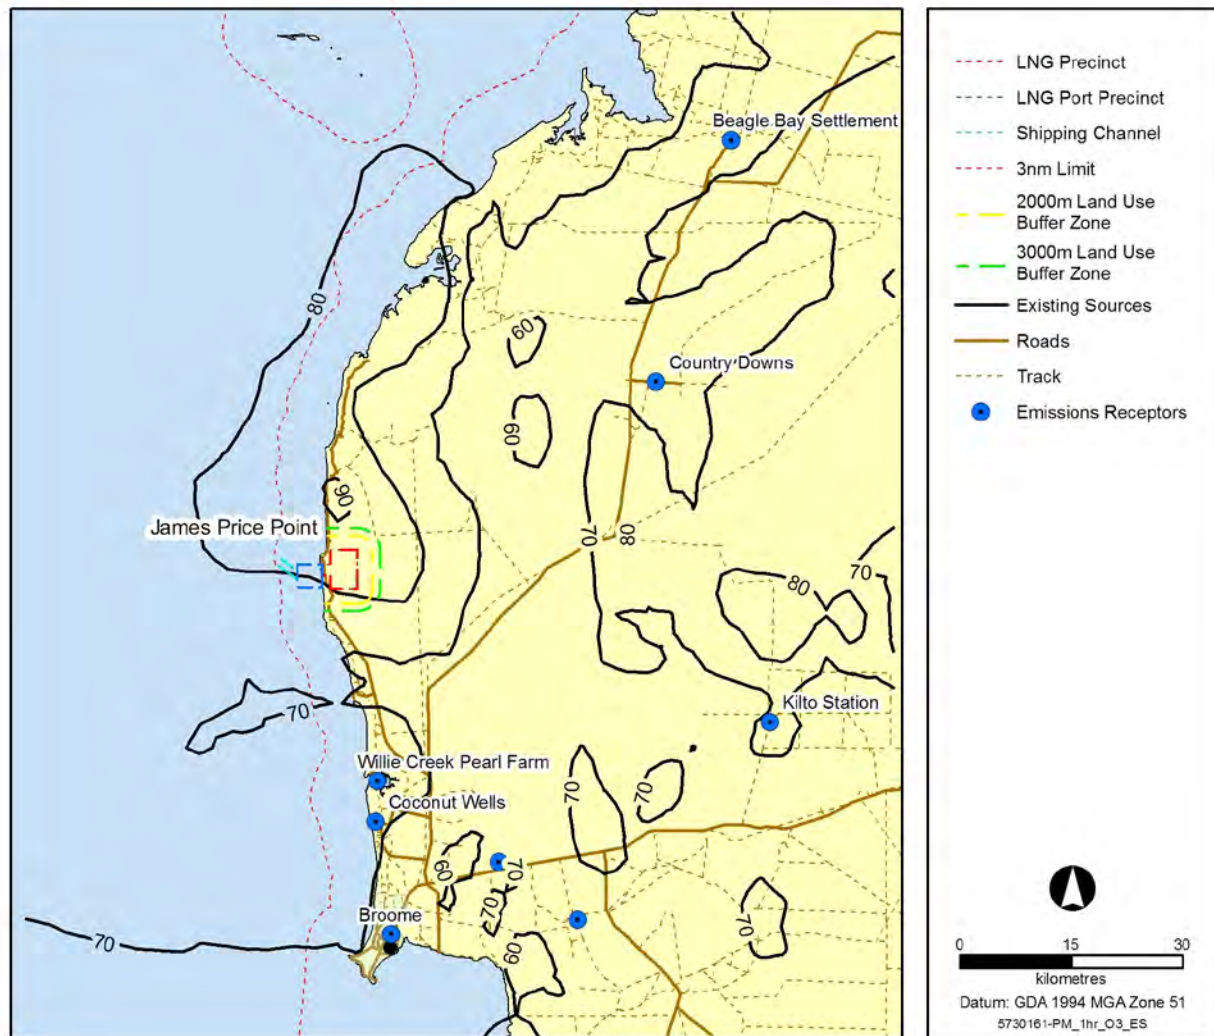 Beagle Bay Settlement
80
60
Country Downs
60
90
James Price Point
70
80
80
70
Kilto Station
70
Willie Creek Pearl Farm
70
70
Coconut Wells
60
70
70
Broome
70
70
60
LNG Precinct
LNG Port Precinct
Shipping Channel
3nm Limit
2000m Land Use
Buffer Zone
3000m Land Use
Buffer Zone
Existing Sources
Roads
Track
Emissions Receptors
0 15 30
kilometres
Datum: GDA 1994 MGA Zone 51
5730161-PM_1hr_O3_ES